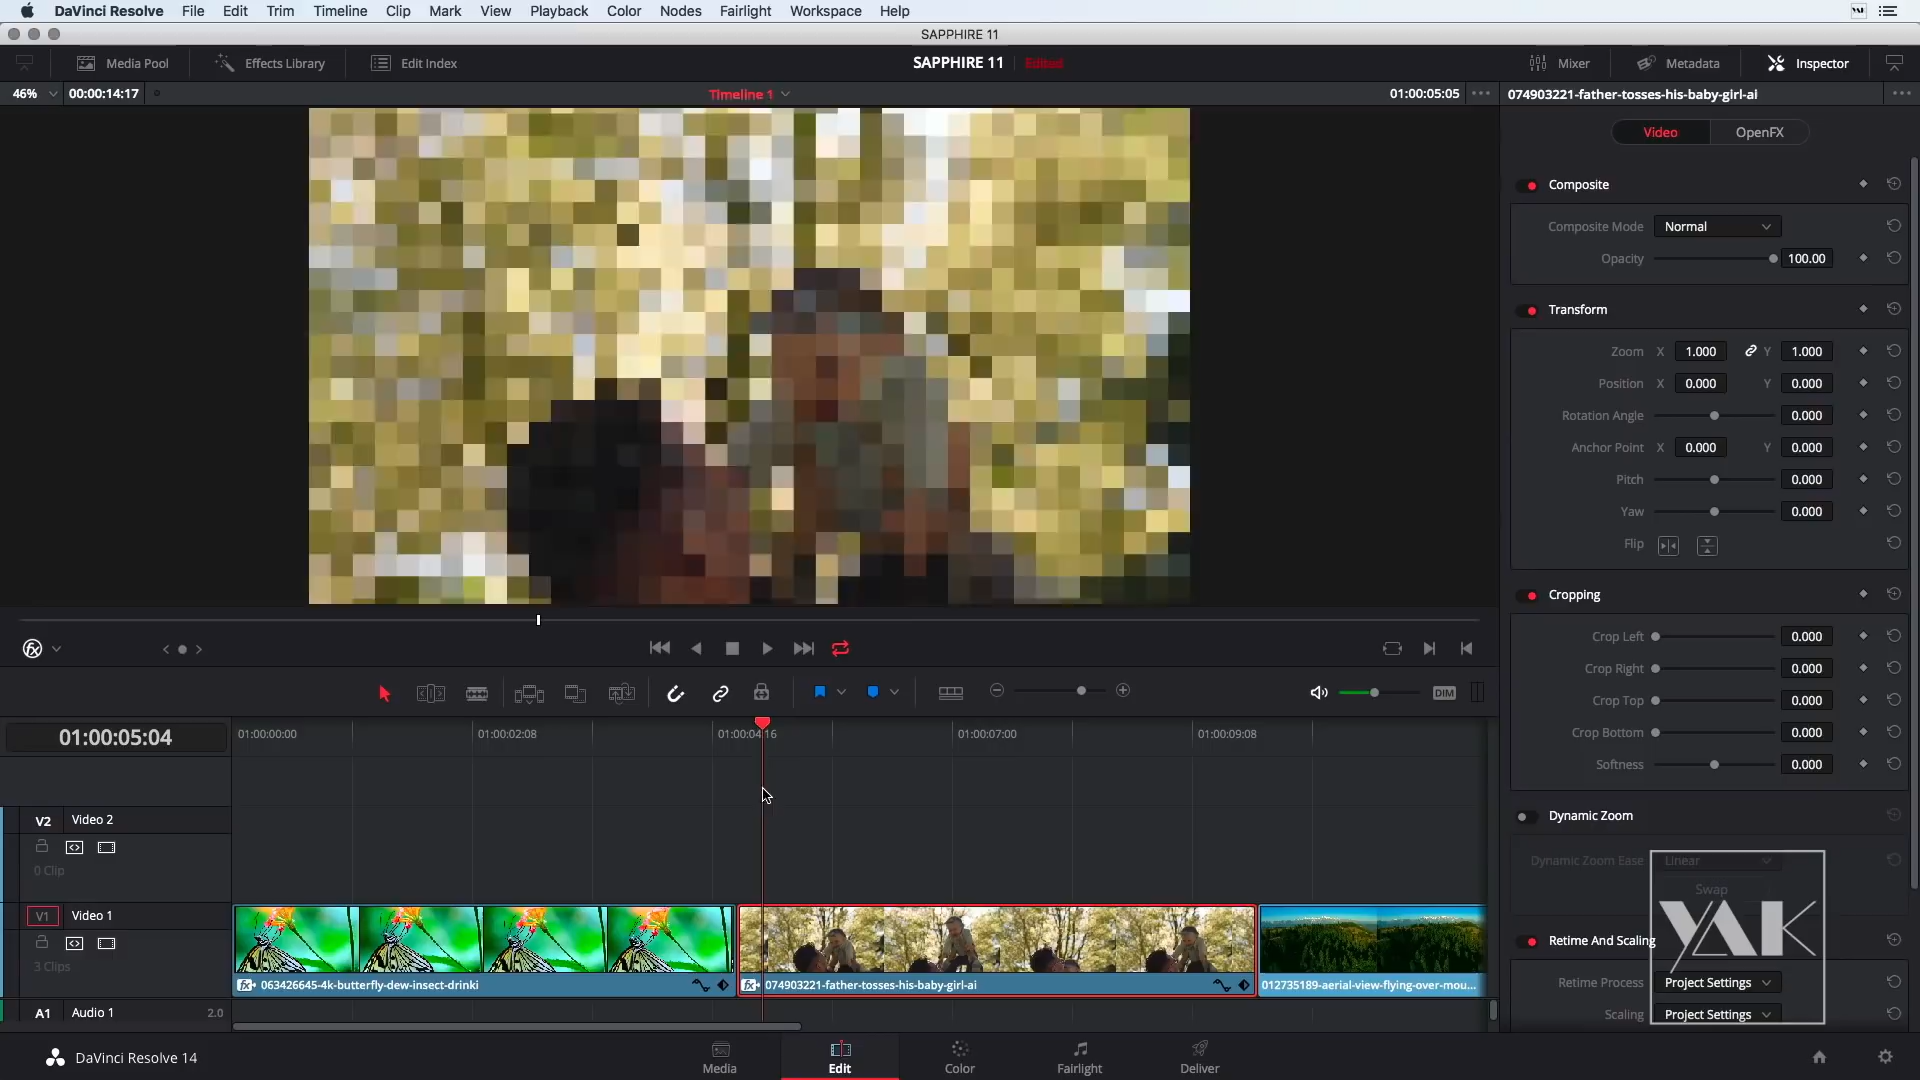 DaVinci Resolve File Edit Trim Timeline Clip Mark View Playback Color Nodes Fairlight Workspace Help
SAPPHIRE 11
Media Pool Effects Library Edit Index SAPPHIRE 11 Edited Mixer Metadata Inspector
46% 00:00:14:17 Timeline 1 01:00:05:05 074903221-father-tosses-his-baby-girl-ai
Video OpenFX
Composite
Composite Mode Normal
Opacity 100.00
Transform
Zoom X 1.000 Y 1.000
Position X 0.000 Y 0.000
Rotation Angle 0.000
Anchor Point X 0.000 Y 0.000
Pitch 0.000
Yaw 0.000
Flip
Cropping
Crop Left 0.000
Crop Right 0.000
Crop Top 0.000
Crop Bottom 0.000
Softness 0.000
Dynamic Zoom
Dynamic Zoom Ease Linear
Swap
YAK
Retime And Scaling
Retime Process Project Settings
Scaling Project Settings
fx
DIM
01:00:05:04 01:00:00:00 01:00:02:08 01:00:04:16 01:00:07:00 01:00:09:08
V2 Video 2
0 Clip
V1 Video 1
3 Clips
fx 063426645-4k-butterfly-dew-insect-drinki fx 074903221-father-tosses-his-baby-girl-ai 012735189-aerial-view-flying-over-mou...
A1 Audio 1 2.0
DaVinci Resolve 14 Media Edit Color Fairlight Deliver